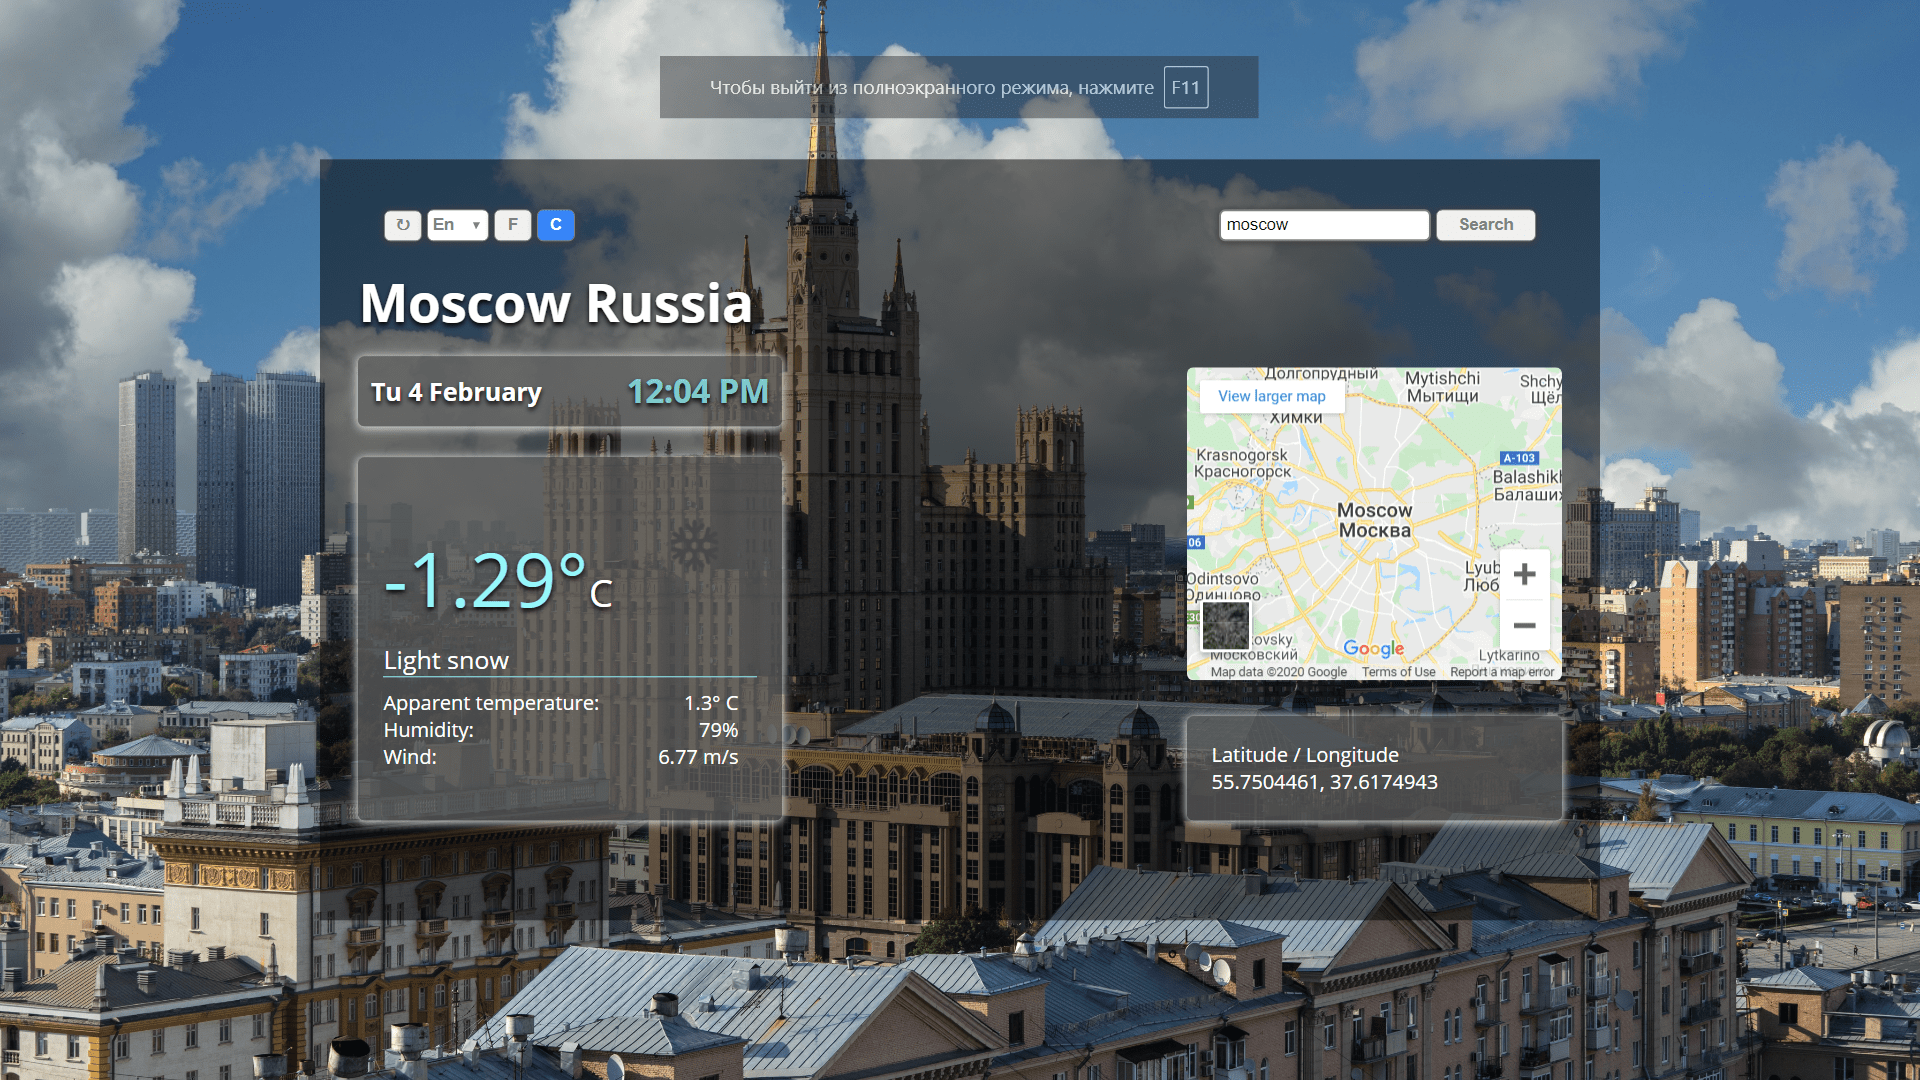 Чтобы выйти из полноэкранного режима, нажмите F11
↻ En ▾ F C
moscow Search
Moscow Russia
Tu 4 February 12:04 PM
-1.29° C
Light snow
Apparent temperature: 1.3° C
Humidity: 79%
Wind: 6.77 m/s
View larger map
Долгопрудный
Химки
Mytishchi
Мытищи
Shchy
Щёл
Krasnogorsk
Красногорск
A-103
Balashikh
Балаших
Moscow
Москва
06
Odintsovo
Одинцово
Lyub
Люб
+
−
ovsky
Московский
Lytkarino
Google
Map data ©2020 Google Terms of Use Report a map error
Latitude / Longitude
55.7504461, 37.6174943